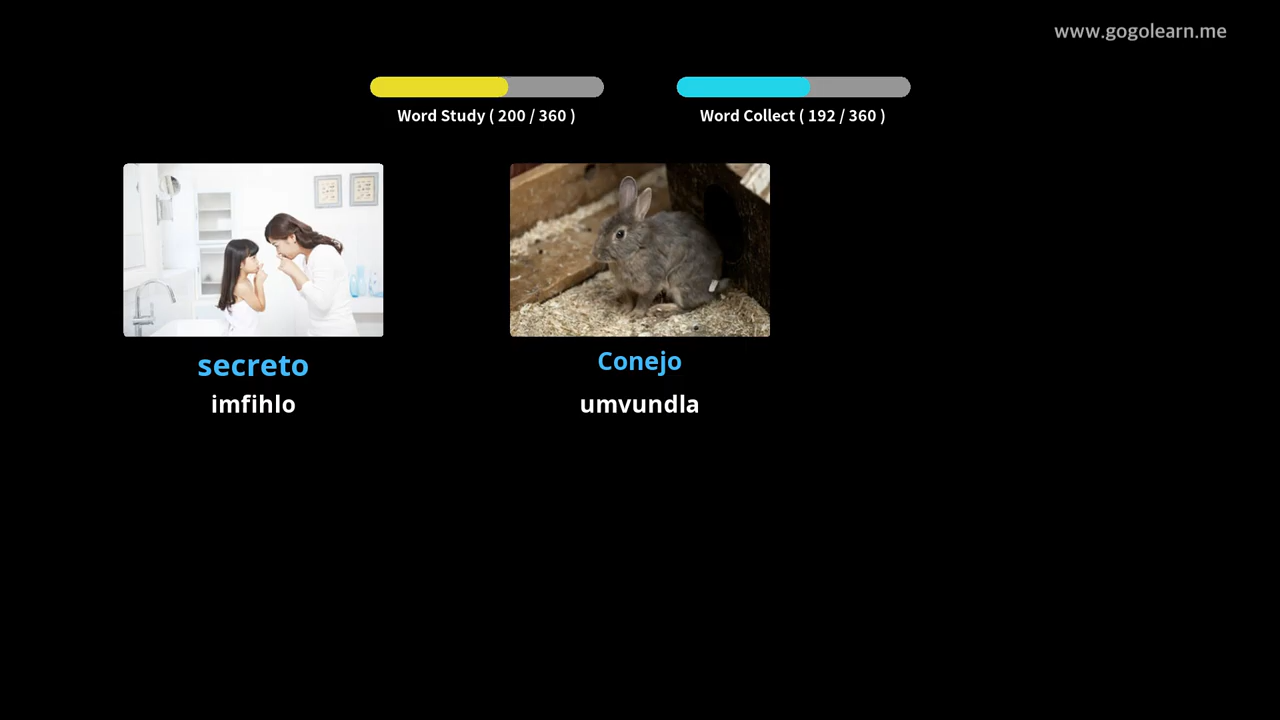 www.gogolearn.me
Word Study ( 200 / 360 )
Word Collect ( 192 / 360 )
secreto
imfihlo
Conejo
umvundla